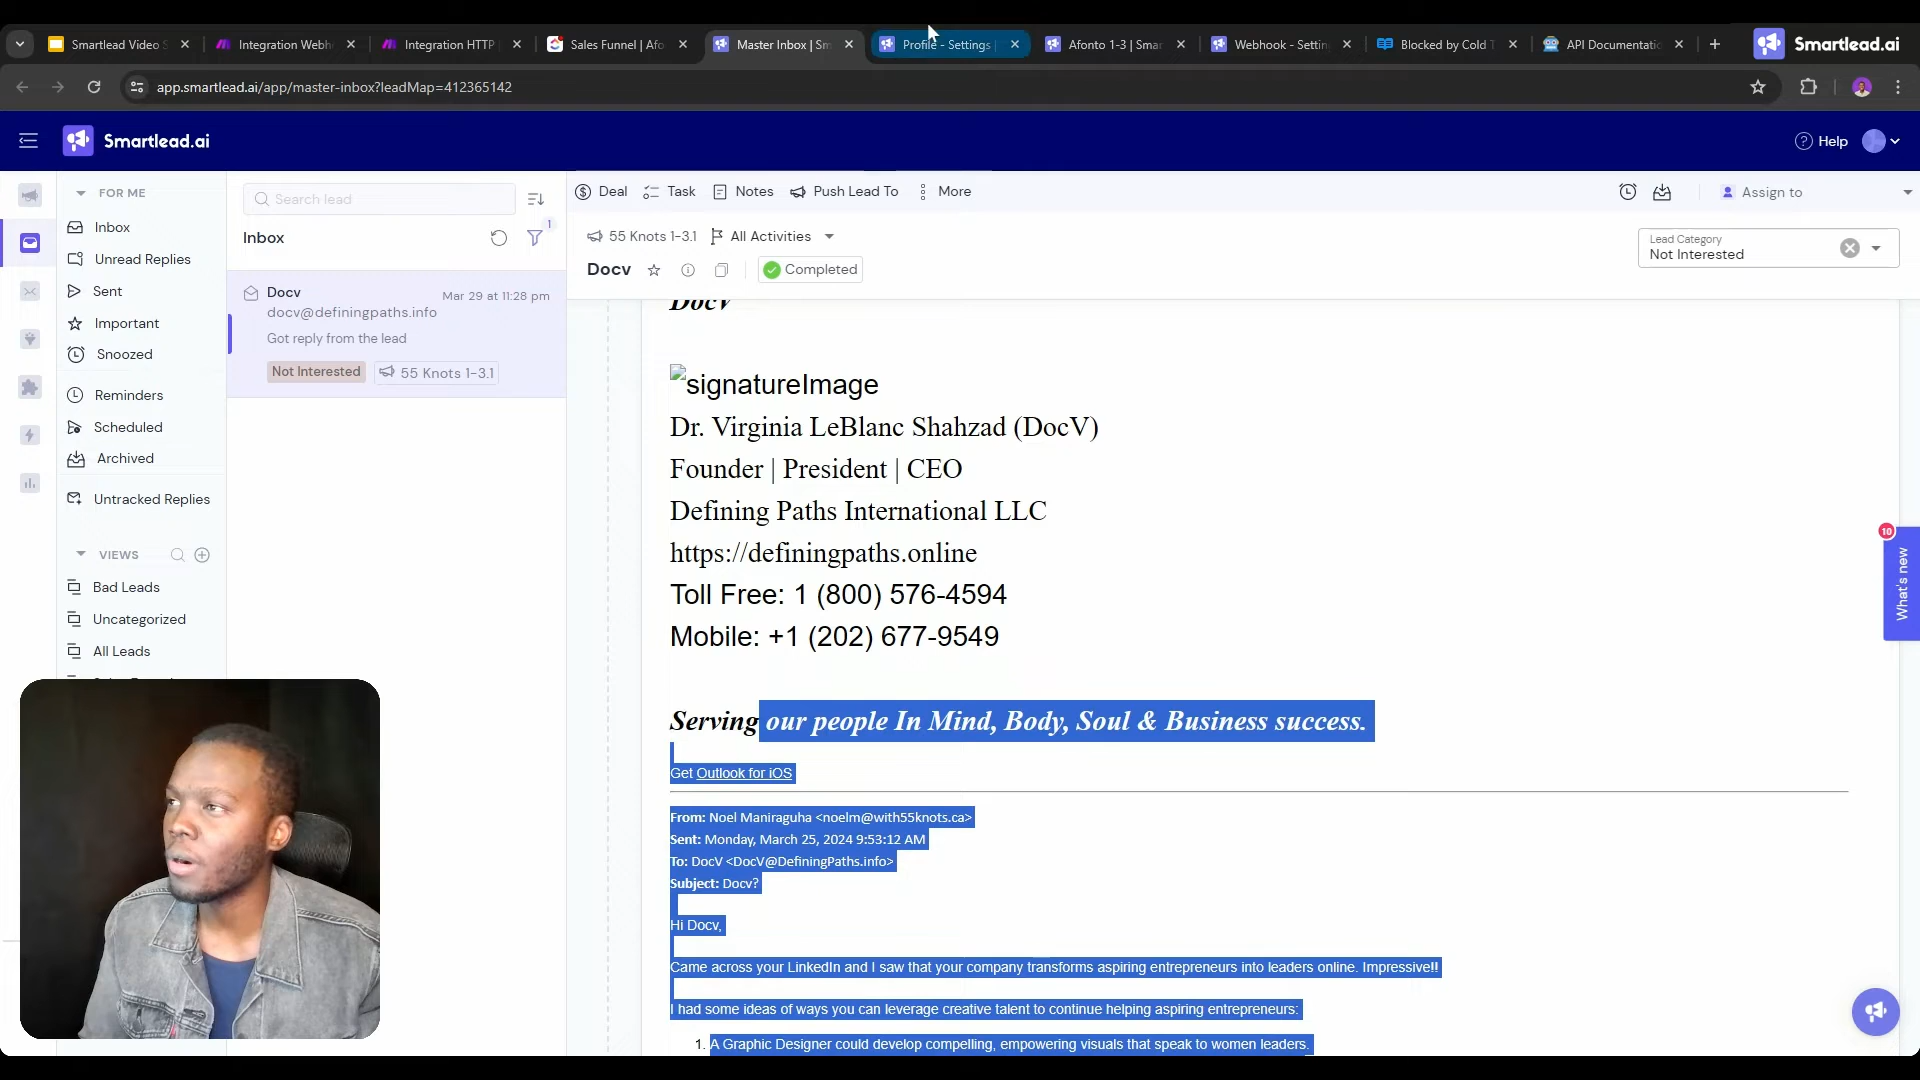 Smartlead Video S
Integration Webh
Integration HTTP
Sales Funnel | Afo
Master Inbox | Sm
Profile - Settings
Afonto 1-3 | Smar
Webhook - Settin
Blocked by Cold T
API Documentatio
Smartlead.ai
app.smartlead.ai/app/master-inbox?leadMap=412365142
Smartlead.ai
Help
FOR ME
Inbox
Unread Replies
Sent
Important
Snoozed
Reminders
Scheduled
Archived
Untracked Replies
VIEWS
Bad Leads
Uncategorized
All Leads
Search lead
Inbox
1
Docv
Mar 29 at 11:28 pm
docv@definingpaths.info
Got reply from the lead
Not Interested
55 Knots 1-3.1
Deal
Task
Notes
Push Lead To
More
Assign to
55 Knots 1-3.1
All Activities
Docv
Completed
Lead Category
Not Interested
DocV
signatureImage
Dr. Virginia LeBlanc Shahzad (DocV)
Founder | President | CEO
Defining Paths International LLC
https://definingpaths.online
Toll Free: 1 (800) 576-4594
Mobile: +1 (202) 677-9549
Serving our people In Mind, Body, Soul & Business success.
Get Outlook for iOS
From: Noel Maniraguha <noelm@with55knots.ca>
Sent: Monday, March 25, 2024 9:53:12 AM
To: DocV <DocV@DefiningPaths.info>
Subject: Docv?
Hi Docv,
Came across your LinkedIn and I saw that your company transforms aspiring entrepreneurs into leaders online. Impressive!!
I had some ideas of ways you can leverage creative talent to continue helping aspiring entrepreneurs:
1. A Graphic Designer could develop compelling, empowering visuals that speak to women leaders.
10
What's new